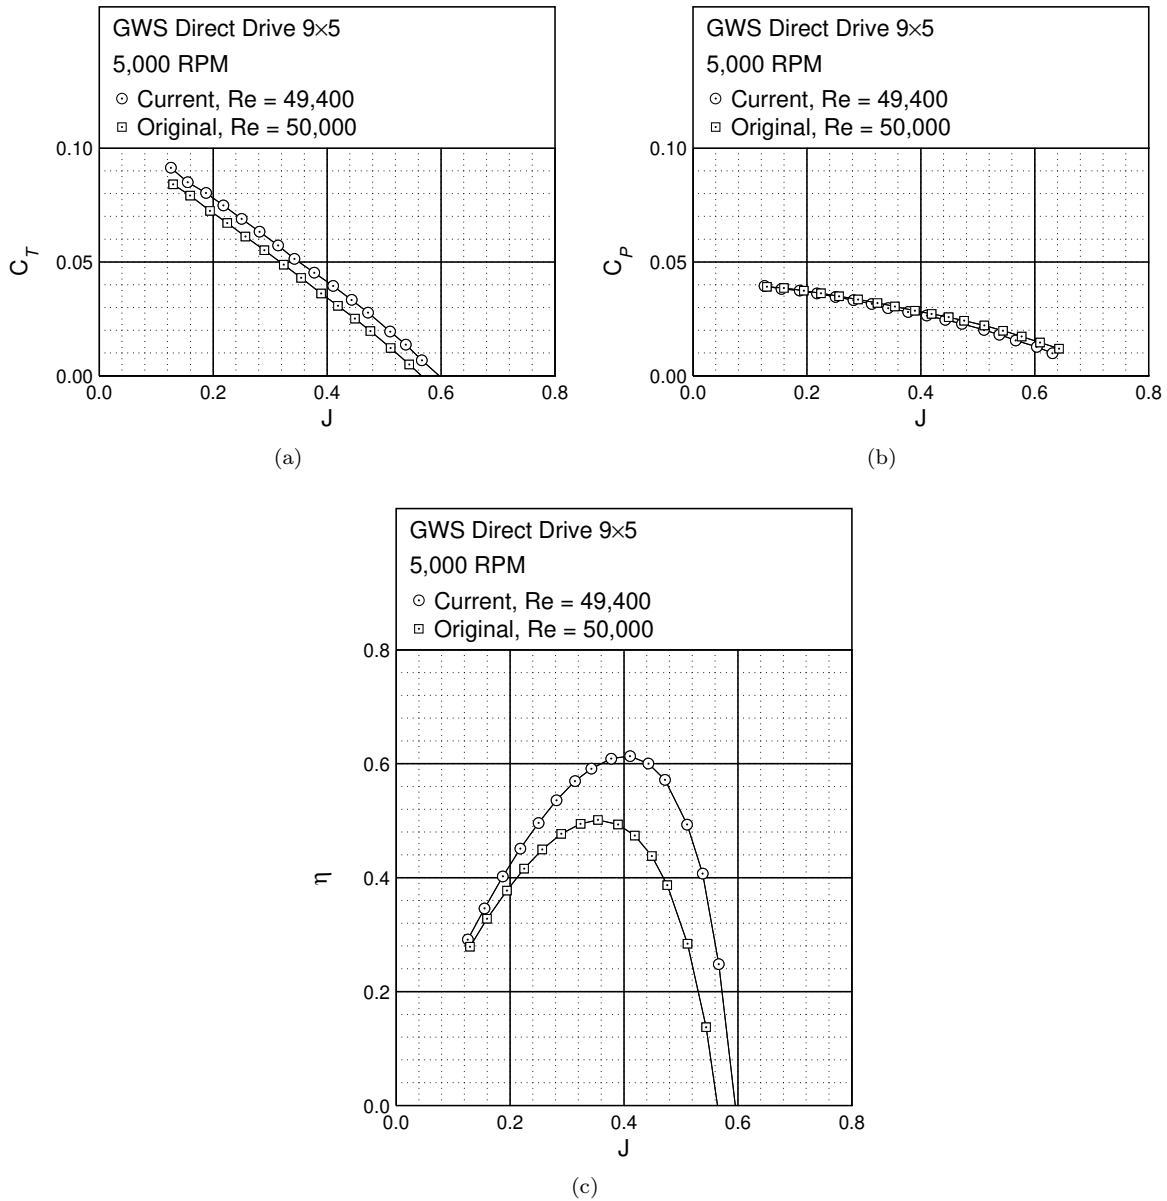 GWS Direct Drive 9×5
5,000 RPM
Current, Re = 49,400
Original, Re = 50,000
0.10
0.05
0.00
C_T
0.0 0.2 0.4 0.6 0.8
J
(a)
GWS Direct Drive 9×5
5,000 RPM
Current, Re = 49,400
Original, Re = 50,000
0.10
0.05
0.00
C_P
0.0 0.2 0.4 0.6 0.8
J
(b)
GWS Direct Drive 9×5
5,000 RPM
Current, Re = 49,400
Original, Re = 50,000
0.8
0.6
0.4
0.2
0.0
η
0.0 0.2 0.4 0.6 0.8
J
(c)